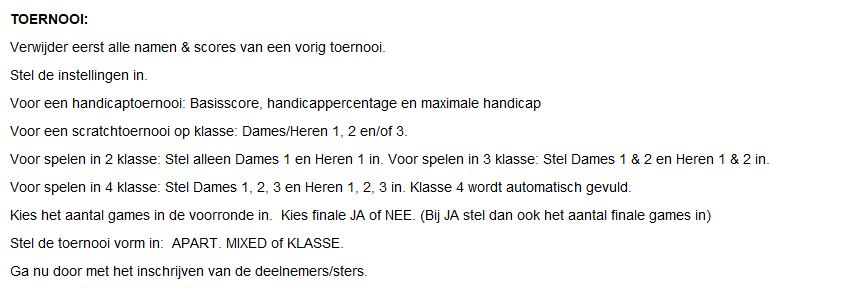 TOERNOOI:
Verwijder eerst alle namen & scores van een vorig toernooi.
Stel de instellingen in.
Voor een handicaptoernooi: Basisscore, handicappercentage en maximale handicap
Voor een scratchtoernooi op klasse: Dames/Heren 1, 2 en/of 3.
Voor spelen in 2 klasse: Stel alleen Dames 1 en Heren 1 in. Voor spelen in 3 klasse: Stel Dames 1 & 2 en Heren 1 & 2 in.
Voor spelen in 4 klasse: Stel Dames 1, 2, 3 en Heren 1, 2, 3 in. Klasse 4 wordt automatisch gevuld.
Kies het aantal games in de voorronde in.  Kies finale JA of NEE. (Bij JA stel dan ook het aantal finale games in)
Stel de toernooi vorm in:  APART. MIXED of KLASSE.
Ga nu door met het inschrijven van de deelnemers/sters.